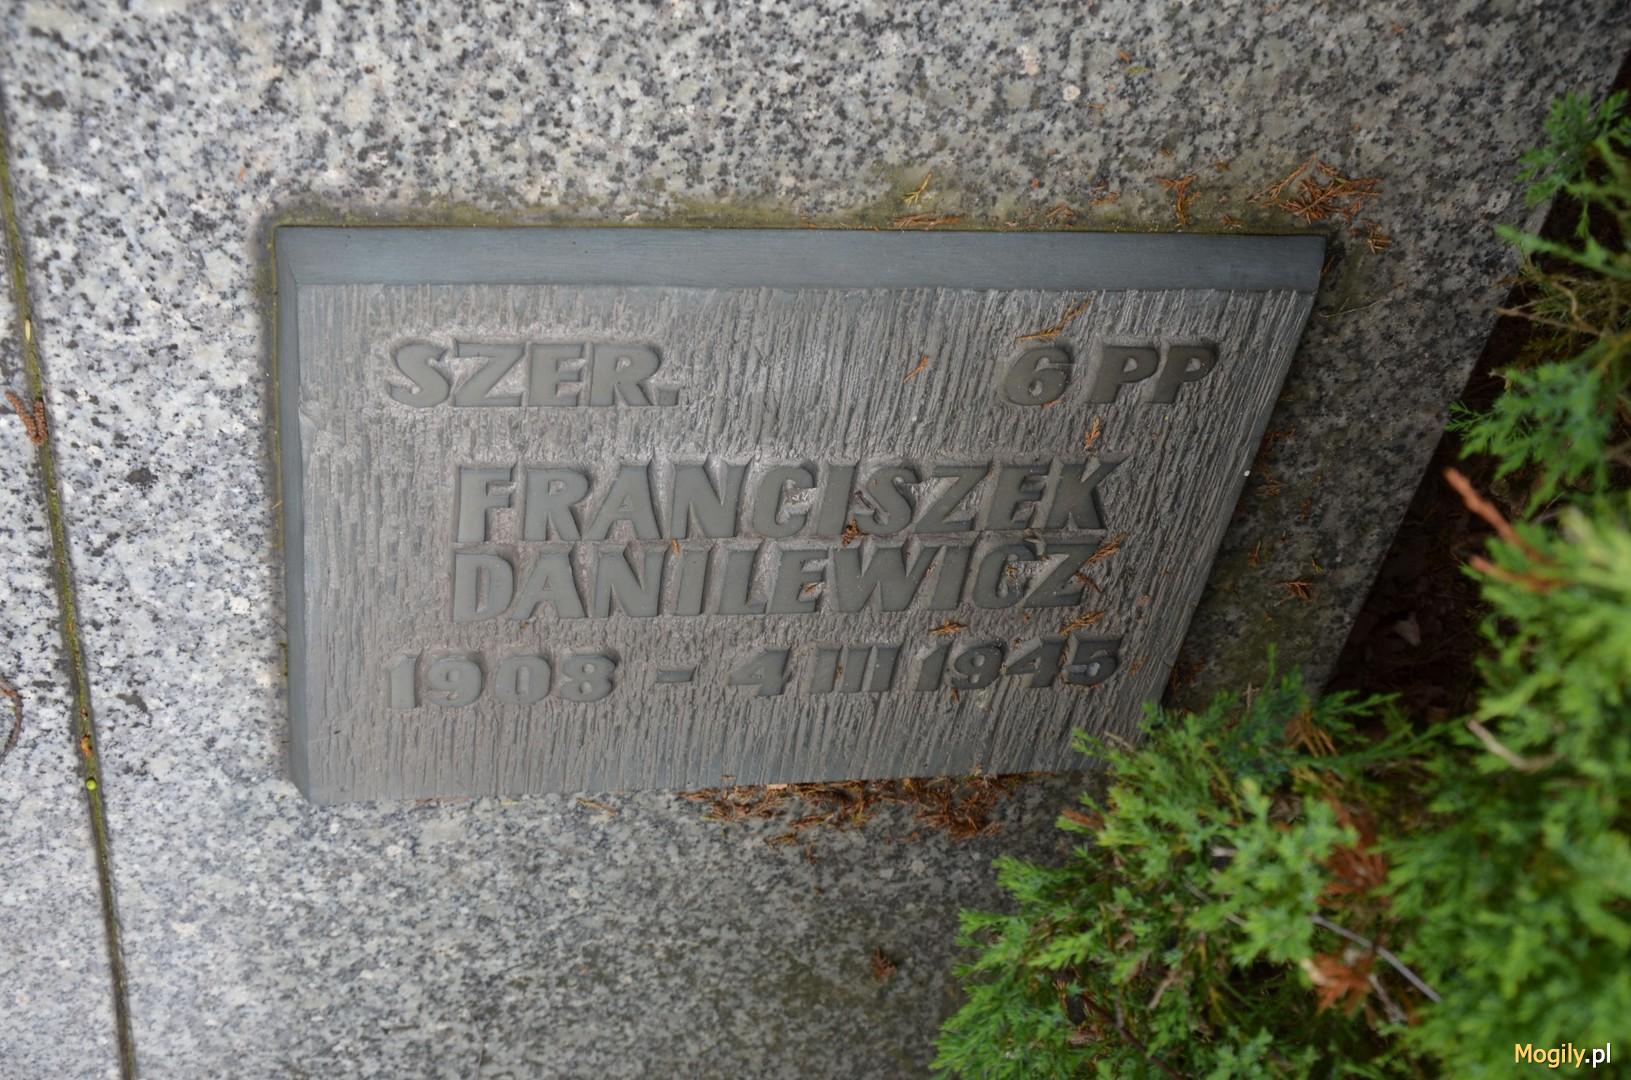 SZER. 6 PP
FRANCISZEK
DANILEWICZ
1908 - 4 III 1945
Mogily.pl